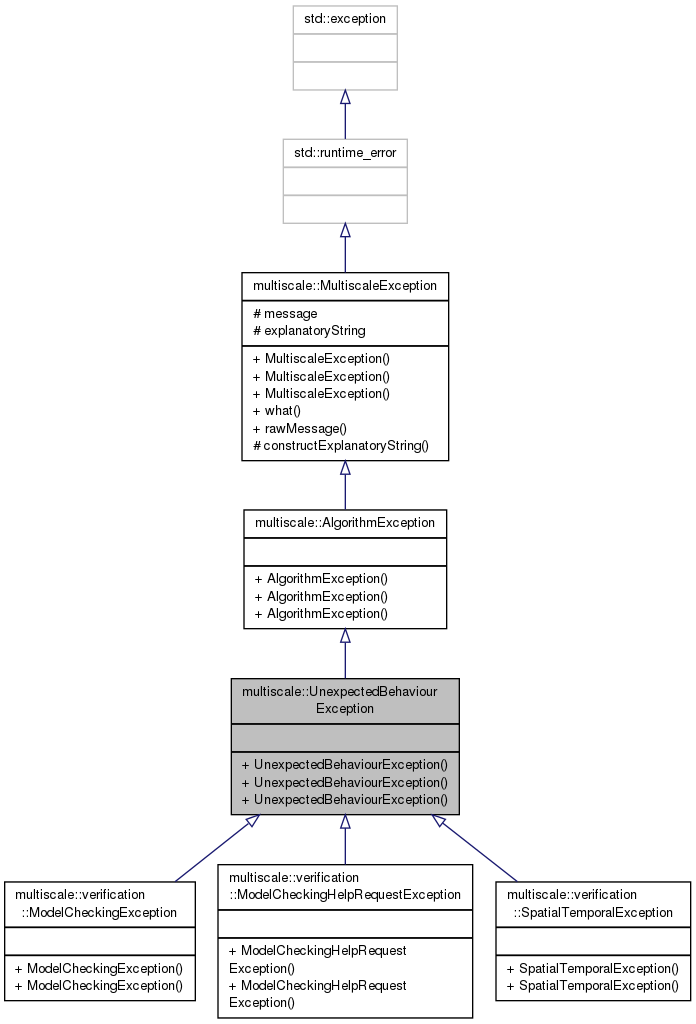 std::exception
std::runtime_error
multiscale::MultiscaleException
# message
# explanatoryString
+ MultiscaleException()
+ MultiscaleException()
+ MultiscaleException()
+ what()
+ rawMessage()
# constructExplanatoryString()
multiscale::AlgorithmException
+ AlgorithmException()
+ AlgorithmException()
+ AlgorithmException()
multiscale::UnexpectedBehaviour
Exception
+ UnexpectedBehaviourException()
+ UnexpectedBehaviourException()
+ UnexpectedBehaviourException()
multiscale::verification
::ModelCheckingException
+ ModelCheckingException()
+ ModelCheckingException()
multiscale::verification
::ModelCheckingHelpRequestException
+ ModelCheckingHelpRequest
Exception()
+ ModelCheckingHelpRequest
Exception()
multiscale::verification
::SpatialTemporalException
+ SpatialTemporalException()
+ SpatialTemporalException()